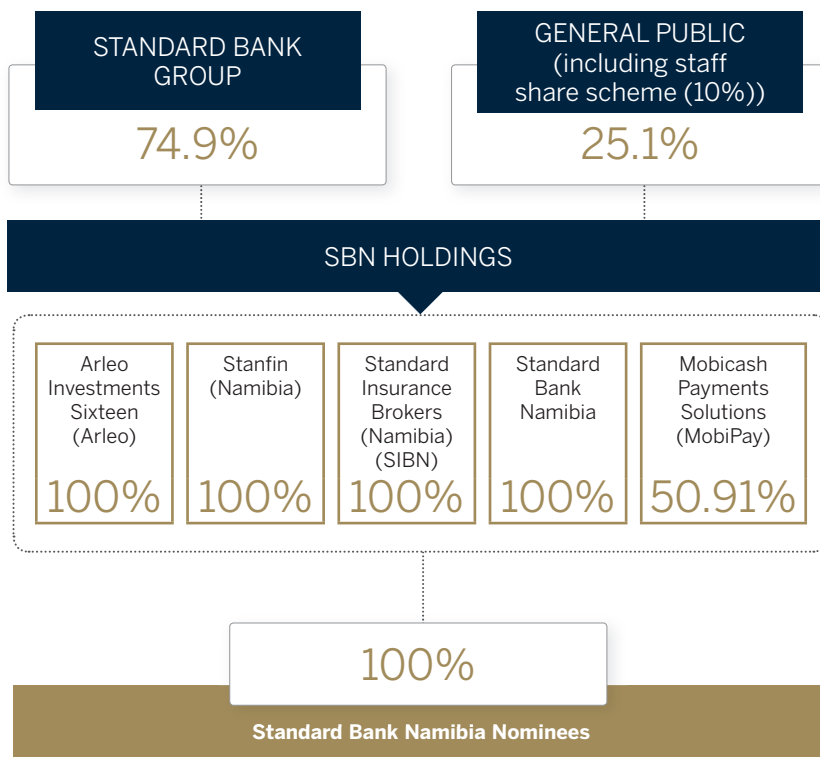 STANDARD BANK
GROUP
74.9%
GENERAL PUBLIC
(including staff
share scheme (10%))
25.1%
SBN HOLDINGS
Arleo
Investments
Sixteen
(Arleo)
100%
Stanfin
(Namibia)
100%
Standard
Insurance
Brokers
(Namibia)
(SIBN)
100%
Standard
Bank
Namibia
100%
Mobicash
Payments
Solutions
(MobiPay)
50.91%
100%
Standard Bank Namibia Nominees